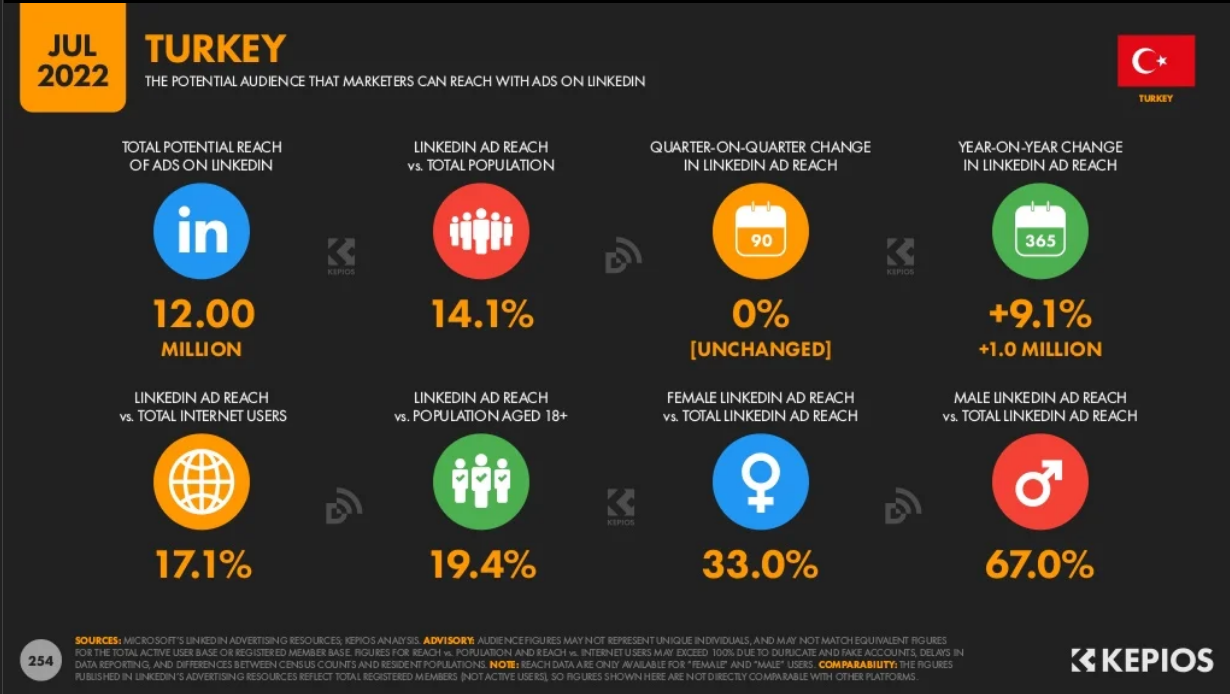 JUL
2022
TURKEY
THE POTENTIAL AUDIENCE THAT MARKETERS CAN REACH WITH ADS ON LINKEDIN
TURKEY
TOTAL POTENTIAL REACH
OF ADS ON LINKEDIN
in
12.00
MILLION
LINKEDIN AD REACH
vs. TOTAL POPULATION
14.1%
QUARTER-ON-QUARTER CHANGE
IN LINKEDIN AD REACH
90
0%
[UNCHANGED]
YEAR-ON-YEAR CHANGE
IN LINKEDIN AD REACH
365
+9.1%
+1.0 MILLION
KEPIOS
KEPIOS
LINKEDIN AD REACH
vs. TOTAL INTERNET USERS
17.1%
LINKEDIN AD REACH
vs. POPULATION AGED 18+
19.4%
KEPIOS
FEMALE LINKEDIN AD REACH
vs. TOTAL LINKEDIN AD REACH
33.0%
MALE LINKEDIN AD REACH
vs. TOTAL LINKEDIN AD REACH
67.0%
254
SOURCES: MICROSOFT'S LINKEDIN ADVERTISING RESOURCES; KEPIOS ANALYSIS. ADVISORY: AUDIENCE FIGURES MAY NOT REPRESENT UNIQUE INDIVIDUALS, AND MAY NOT MATCH EQUIVALENT FIGURES
FOR THE TOTAL ACTIVE USER BASE OR REGISTERED MEMBER BASE. FIGURES FOR REACH vs. POPULATION AND REACH vs. INTERNET USERS MAY EXCEED 100% DUE TO DUPLICATE AND FAKE ACCOUNTS, DELAYS IN
DATA REPORTING, AND DIFFERENCES BETWEEN CENSUS COUNTS AND RESIDENT POPULATIONS. NOTE: REACH DATA ARE ONLY AVAILABLE FOR "FEMALE" AND "MALE" USERS. COMPARABILITY: THE FIGURES
PUBLISHED IN LINKEDIN'S ADVERTISING RESOURCES REFLECT TOTAL REGISTERED MEMBERS (NOT ACTIVE USERS), SO FIGURES SHOWN HERE ARE NOT DIRECTLY COMPARABLE WITH OTHER PLATFORMS.
KEPIOS